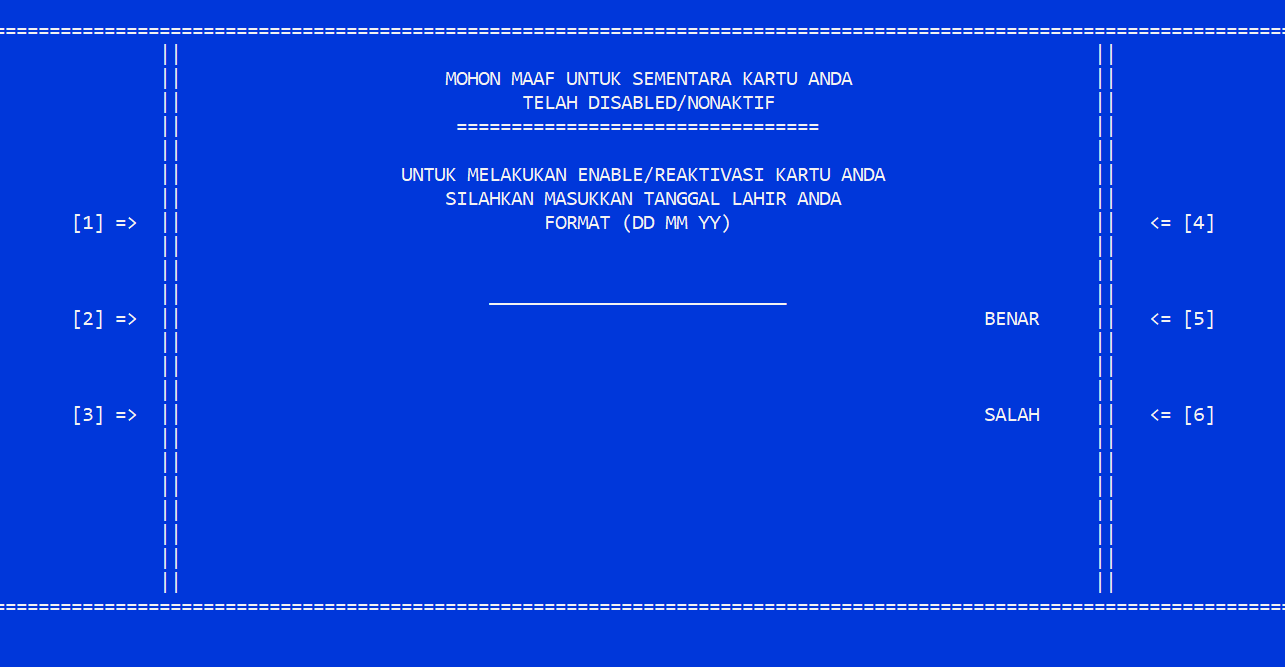 MOHON MAAF UNTUK SEMENTARA KARTU ANDA
TELAH DISABLED/NONAKTIF
=================================
UNTUK MELAKUKAN ENABLE/REAKTIVASI KARTU ANDA
SILAHKAN MASUKKAN TANGGAL LAHIR ANDA
[1] => FORMAT (DD MM YY) <= [4]
___________________________
[2] => BENAR <= [5]
[3] => SALAH <= [6]